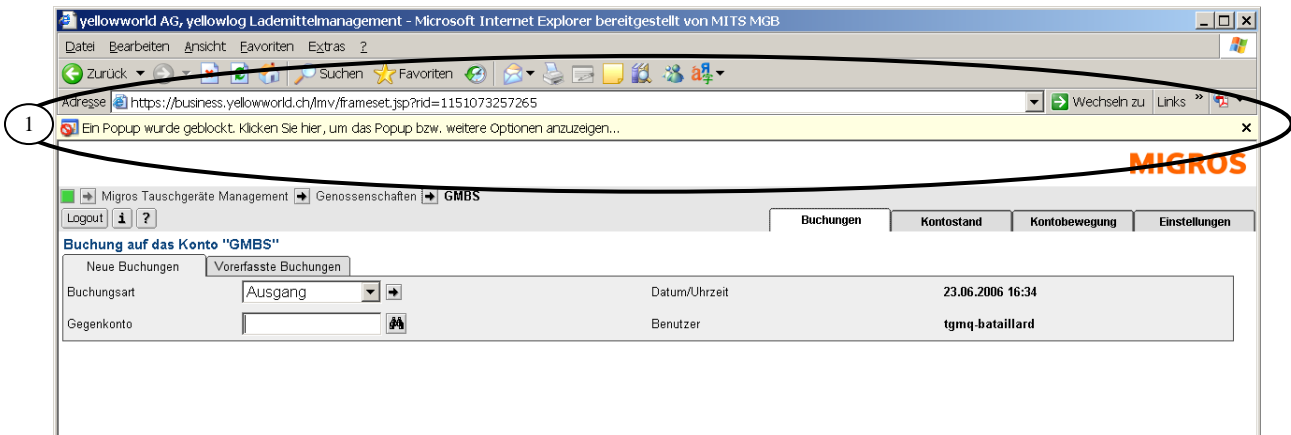 yellowworld AG, yellowlog Lademittelmanagement - Microsoft Internet Explorer bereitgestellt von MITS MGB
Datei Bearbeiten Ansicht Favoriten Extras ?
Zurück Suchen Favoriten
Adresse https://business.yellowworld.ch/lmv/frameset.jsp?rid=1151073257265 Wechseln zu Links »
1
Ein Popup wurde geblockt. Klicken Sie hier, um das Popup bzw. weitere Optionen anzuzeigen...
MIGROS
Migros Tauschgeräte Management Genossenschaften GMBS
Logout i ? Buchungen Kontostand Kontobewegung Einstellungen
Buchung auf das Konto "GMBS"
Neue Buchungen Vorerfasste Buchungen
Buchungsart Ausgang Datum/Uhrzeit 23.06.2006 16:34
Gegenkonto Benutzer tgmq-bataillard